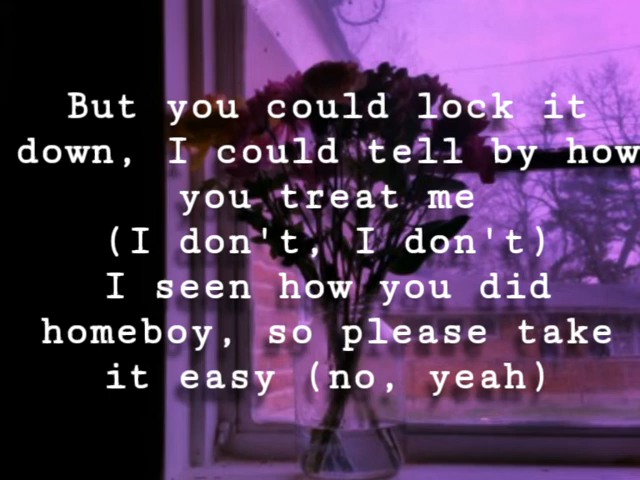 But you could lock it
down, I could tell by how
you treat me
(I don't, I don't)
I seen how you did
homeboy, so please take
it easy (no, yeah)